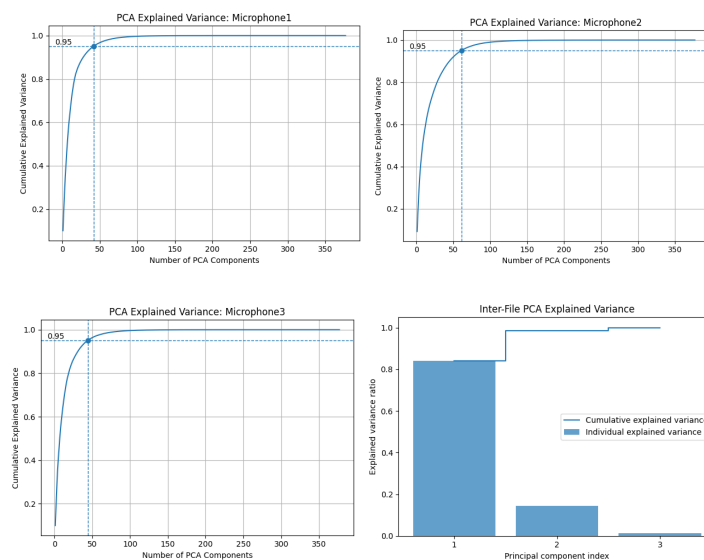 PCA Explained Variance: Microphone1
1.0
0.95
0.8
0.6
0.4
0.2
Cumulative Explained Variance
0 50 100 150 200 250 300 350
Number of PCA Components
PCA Explained Variance: Microphone2
1.0
0.95
0.8
0.6
0.4
0.2
Cumulative Explained Variance
0 50 100 150 200 250 300 350
Number of PCA Components
PCA Explained Variance: Microphone3
1.0
0.95
0.8
0.6
0.4
0.2
Cumulative Explained Variance
0 50 100 150 200 250 300 350
Number of PCA Components
Inter-File PCA Explained Variance
1.0
0.8
0.6
0.4
0.2
0.0
Explained variance ratio
Cumulative explained variance
Individual explained variance
1 2 3
Principal component index